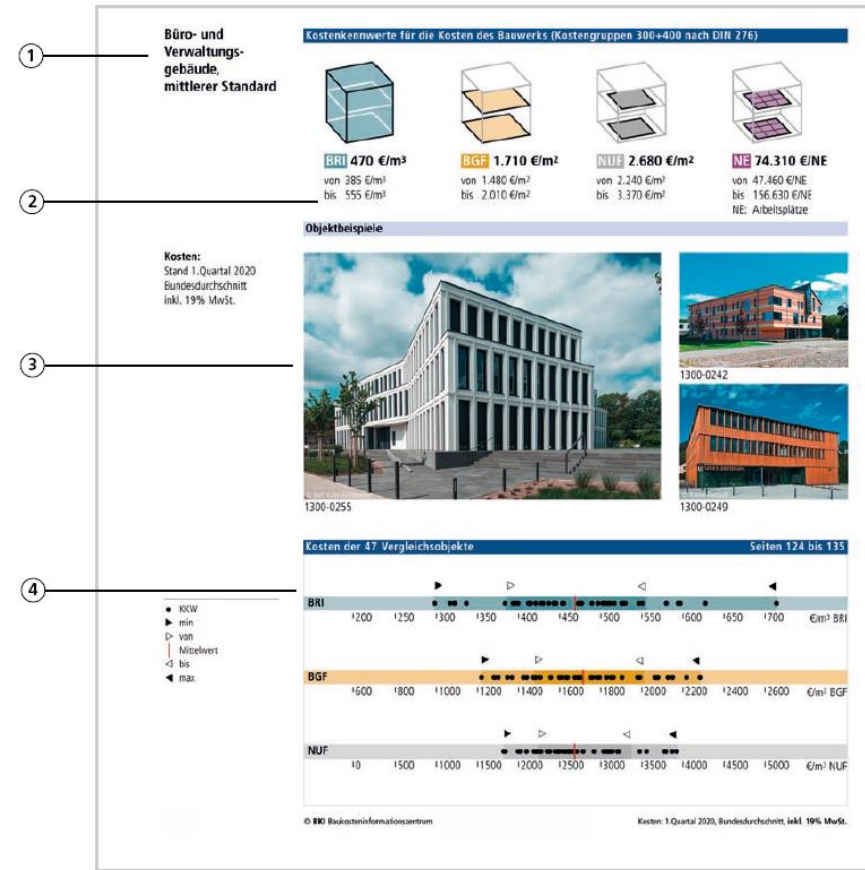 Büro- und
Verwaltungs-
gebäude,
mittlerer Standard
Kostenkennwerte für die Kosten des Bauwerks (Kostengruppen 300+400 nach DIN 276)
1
BRI 470 €/m³
von 385 €/m³
bis 555 €/m³
BGF 1.710 €/m²
von 1.480 €/m²
bis 2.010 €/m²
NUF 2.680 €/m²
von 2.240 €/m²
bis 3.370 €/m²
NE 74.310 €/NE
von 47.460 €/NE
bis 156.630 €/NE
NE: Arbeitsplätze
2
Objektbeispiele
Kosten:
Stand 1.Quartal 2020
Bundesdurchschnitt
inkl. 19% MwSt.
3
1300-0255
1300-0242
1300-0249
Kosten der 47 Vergleichsobjekte Seiten 124 bis 135
4
KKW
min
von
Mittelwert
bis
max
BRI
200 250 300 350 400 450 500 550 600 650 700 €/m³ BRI
BGF
600 800 1000 1200 1400 1600 1800 2000 2200 2400 2600 €/m² BGF
NUF
0 500 1000 1500 2000 2500 3000 3500 4000 4500 5000 €/m² NUF
© BKI Baukosteninformationszentrum
Kosten: 1.Quartal 2020, Bundesdurchschnitt, inkl. 19% MwSt.